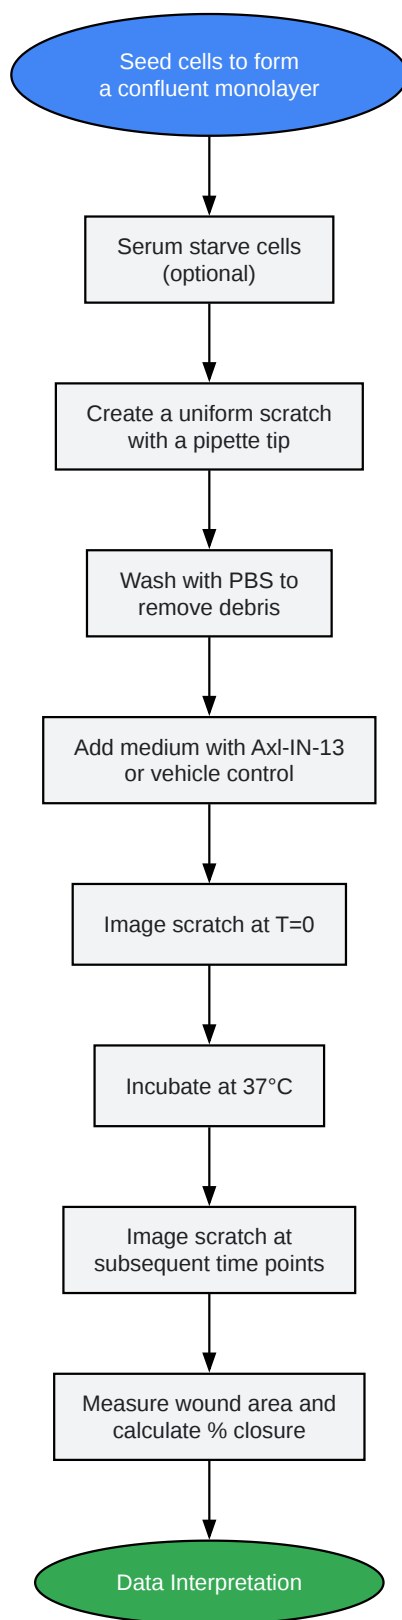 Seed cells to form
a confluent monolayer
Serum starve cells
(optional)
Create a uniform scratch
with a pipette tip
Wash with PBS to
remove debris
Add medium with Axl-IN-13
or vehicle control
Image scratch at T=0
Incubate at 37°C
Image scratch at
subsequent time points
Measure wound area and
calculate % closure
Data Interpretation